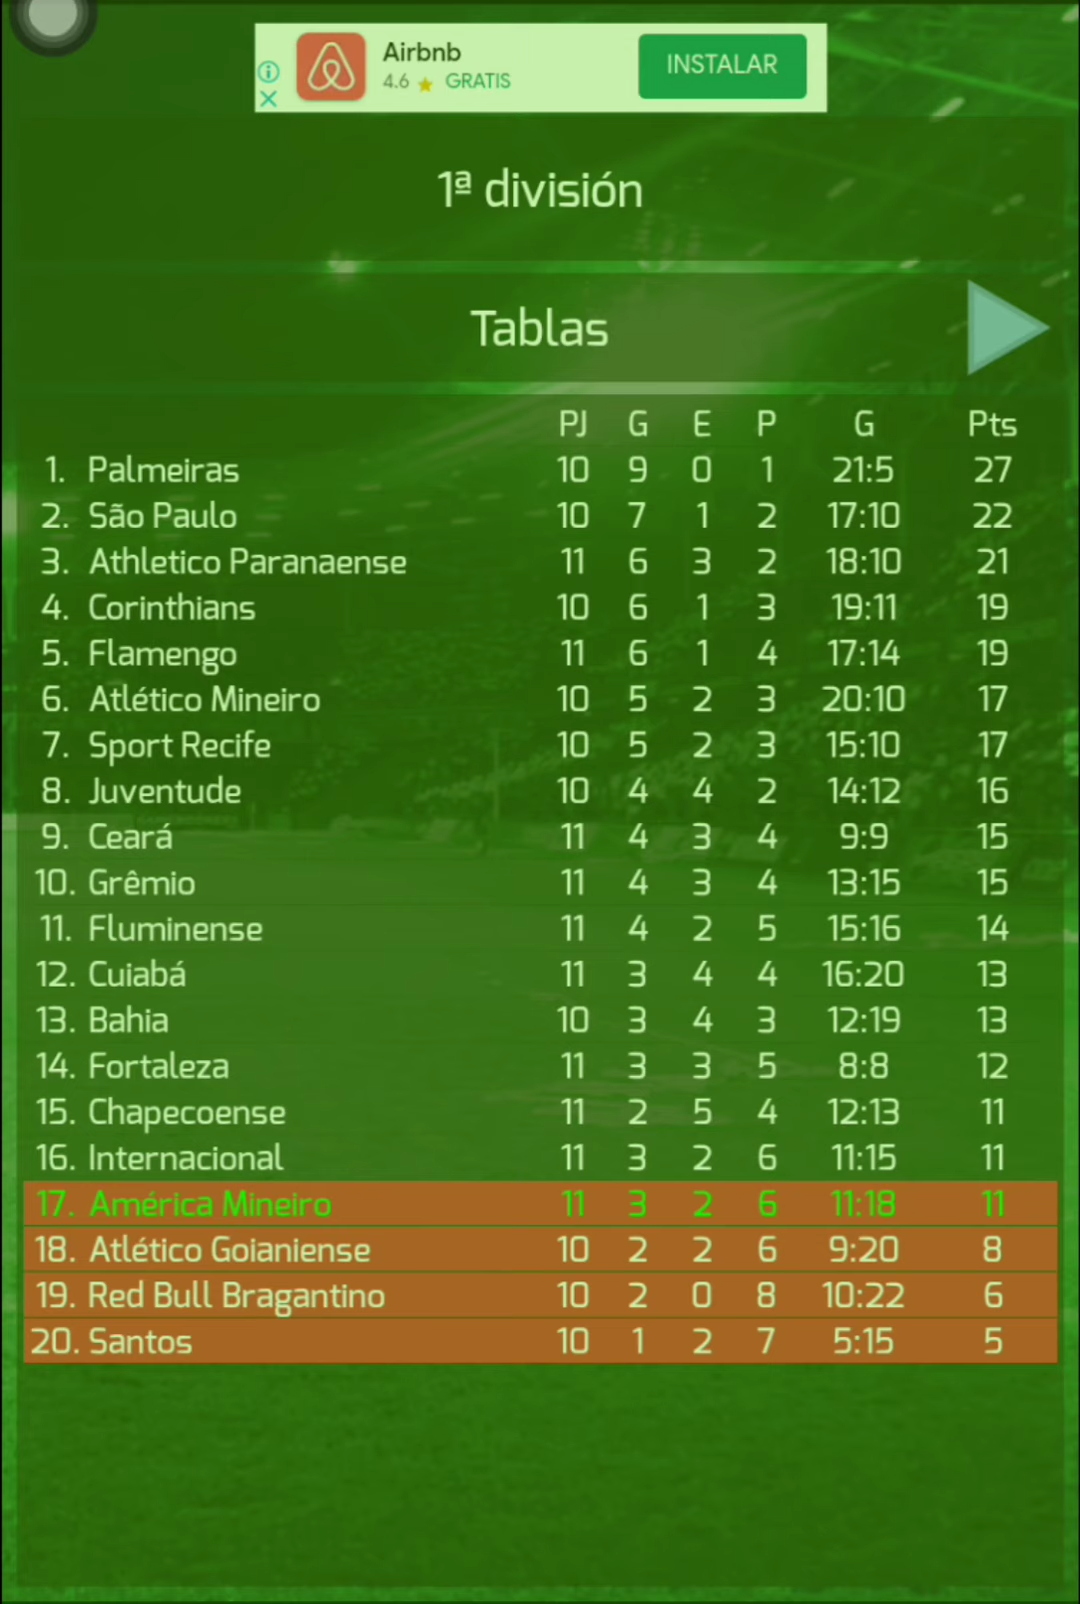 Airbnb
4.6 ★ GRATIS
INSTALAR
1ª división
Tablas
PJ G E P G Pts
1. Palmeiras 10 9 0 1 21:5 27
2. São Paulo 10 7 1 2 17:10 22
3. Athletico Paranaense 11 6 3 2 18:10 21
4. Corinthians 10 6 1 3 19:11 19
5. Flamengo 11 6 1 4 17:14 19
6. Atlético Mineiro 10 5 2 3 20:10 17
7. Sport Recife 10 5 2 3 15:10 17
8. Juventude 10 4 4 2 14:12 16
9. Ceará 11 4 3 4 9:9 15
10. Grêmio 11 4 3 4 13:15 15
11. Fluminense 11 4 2 5 15:16 14
12. Cuiabá 11 3 4 4 16:20 13
13. Bahia 10 3 4 3 12:19 13
14. Fortaleza 11 3 3 5 8:8 12
15. Chapecoense 11 2 5 4 12:13 11
16. Internacional 11 3 2 6 11:15 11
17. América Mineiro 11 3 2 6 11:18 11
18. Atlético Goianiense 10 2 2 6 9:20 8
19. Red Bull Bragantino 10 2 0 8 10:22 6
20. Santos 10 1 2 7 5:15 5